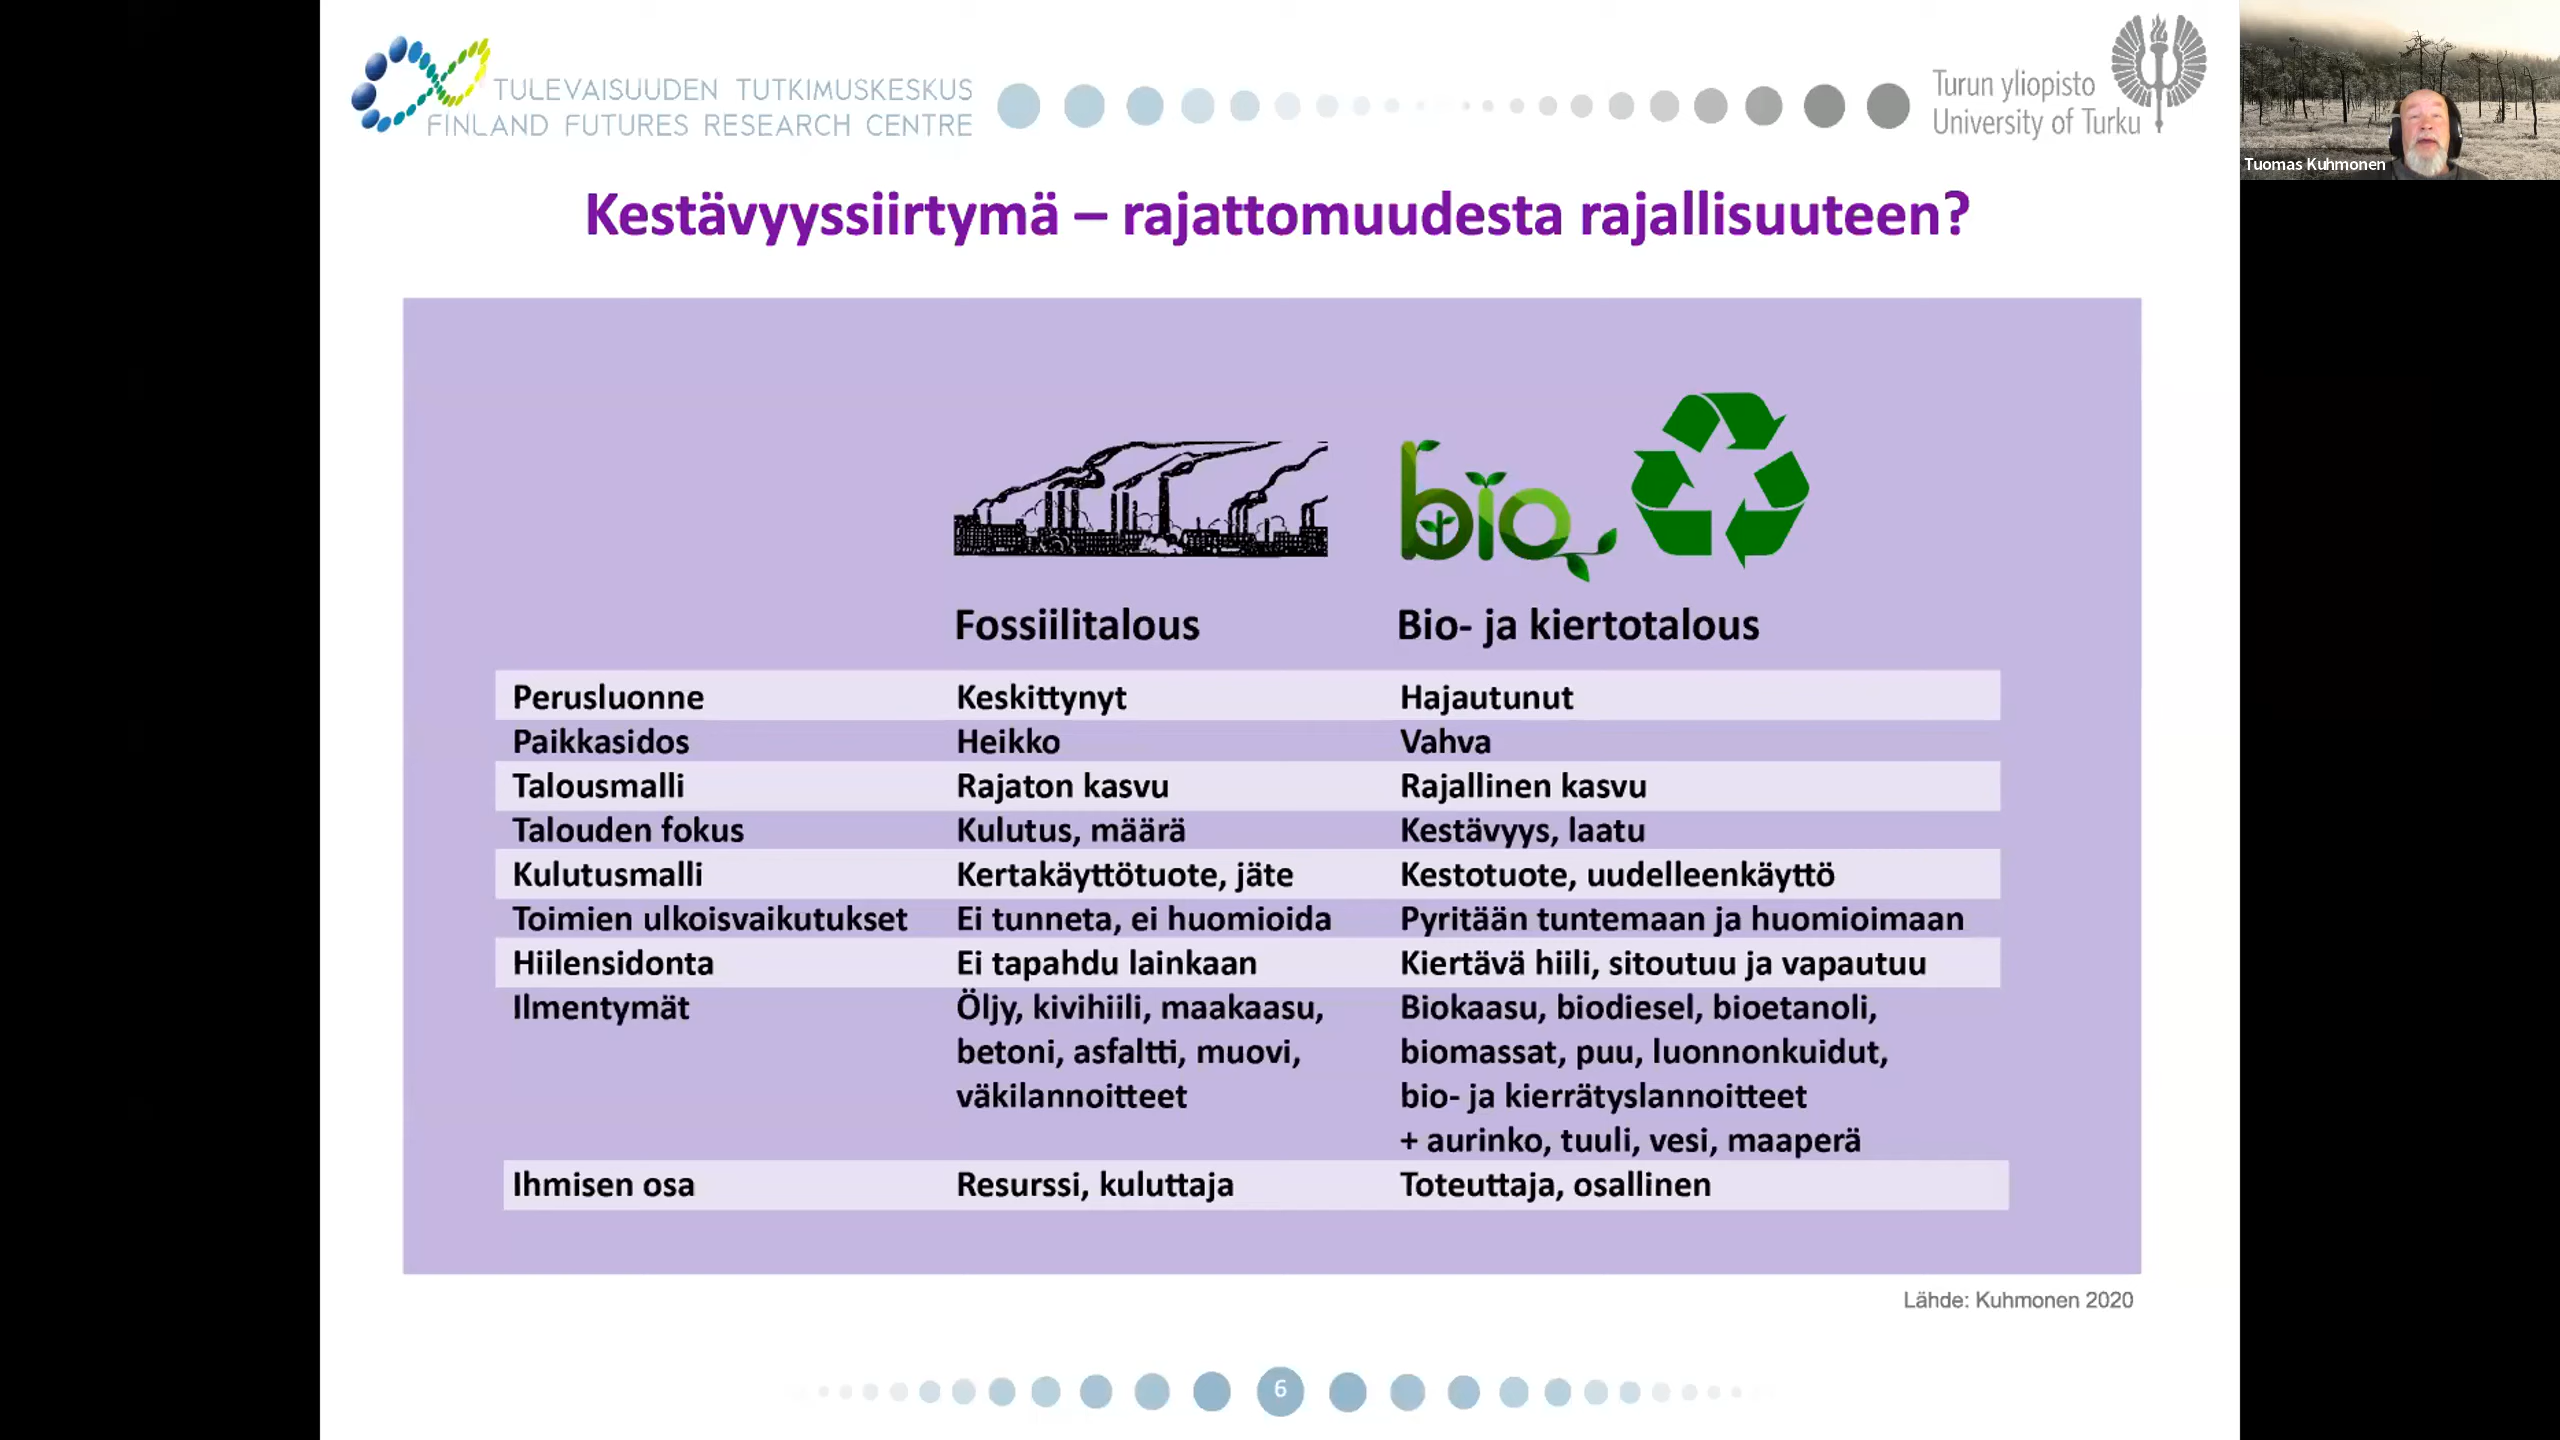 TULEVAISUUDEN TUTKIMUSKESKUS
FINLAND FUTURES RESEARCH CENTRE
Turun yliopisto
University of Turku
Tuomas Kuhmonen
Kestävyyssiirtymä – rajattomuudesta rajallisuuteen?
bio
Fossiilitalous Bio- ja kiertotalous
Perusluonne Keskittynyt Hajautunut
Paikkasidos Heikko Vahva
Talousmalli Rajaton kasvu Rajallinen kasvu
Talouden fokus Kulutus, määrä Kestävyys, laatu
Kulutusmalli Kertakäyttötuote, jäte Kestotuote, uudelleenkäyttö
Toimien ulkoisvaikutukset Ei tunneta, ei huomioida Pyritään tuntemaan ja huomioimaan
Hiilensidonta Ei tapahdu lainkaan Kiertävä hiili, sitoutuu ja vapautuu
Ilmentymät Öljy, kivihiili, maakaasu, Biokaasu, biodiesel, bioetanoli,
betoni, asfaltti, muovi, biomassat, puu, luonnonkuidut,
väkilannoitteet bio- ja kierrätyslannoitteet
+ aurinko, tuuli, vesi, maaperä
Ihmisen osa Resurssi, kuluttaja Toteuttaja, osallinen
Lähde: Kuhmonen 2020
6